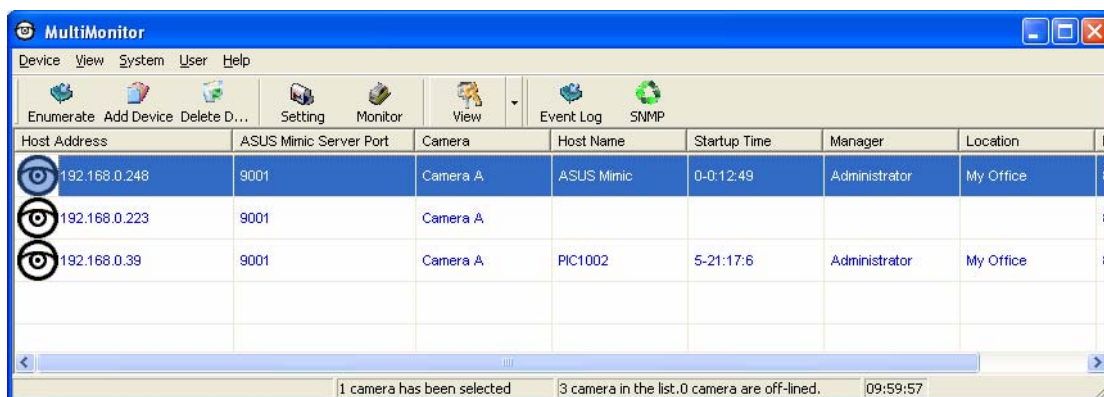 MultiMonitor
Device View System User Help
Enumerate Add Device Delete D... Setting Monitor View Event Log SNMP
Host Address ASUS Mimic Server Port Camera Host Name Startup Time Manager Location
192.168.0.248 9001 Camera A ASUS Mimic 0-0:12:49 Administrator My Office
192.168.0.223 9001 Camera A
192.168.0.39 9001 Camera A PIC1002 5-21:17:6 Administrator My Office
1 camera has been selected 3 camera in the list.0 camera are off-lined. 09:59:57